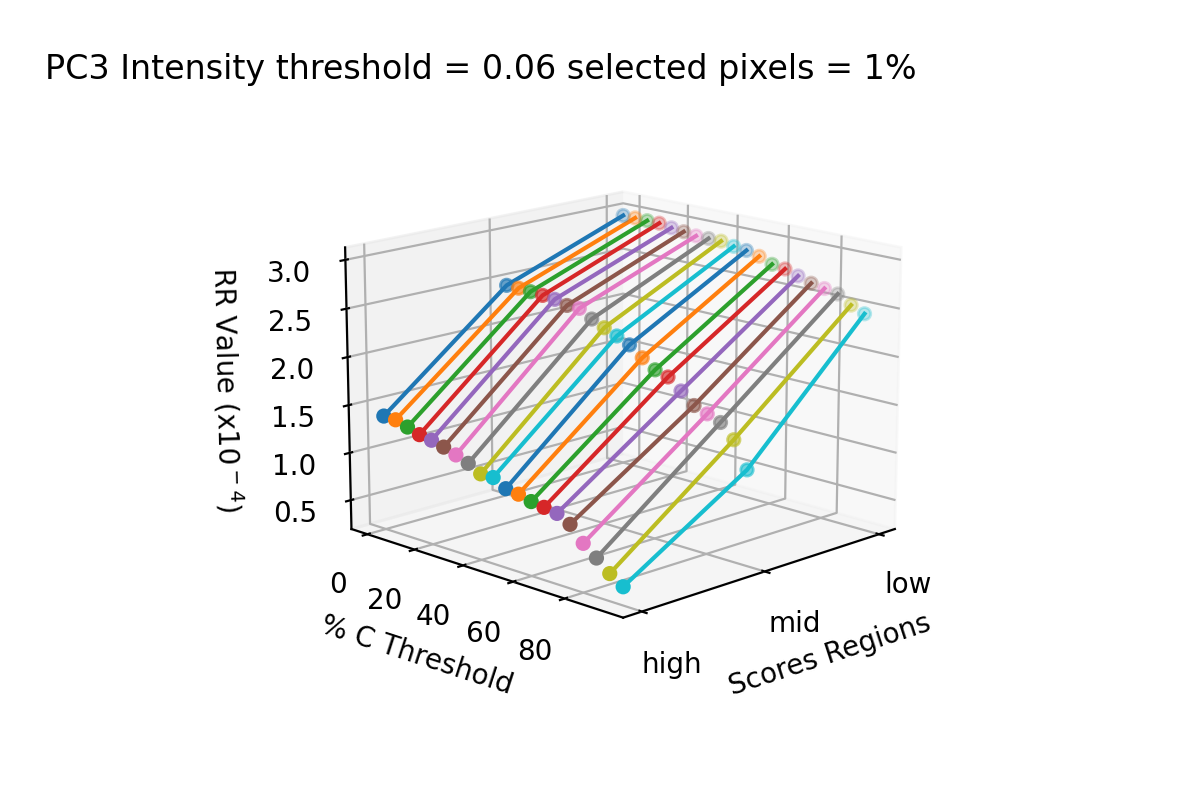 PC3 Intensity threshold = 0.06 selected pixels = 1%
RR Value (x10⁻⁴)
3.0
2.5
2.0
1.5
1.0
0.5
0
20
40
60
80
% C Threshold
high
mid
low
Scores Regions